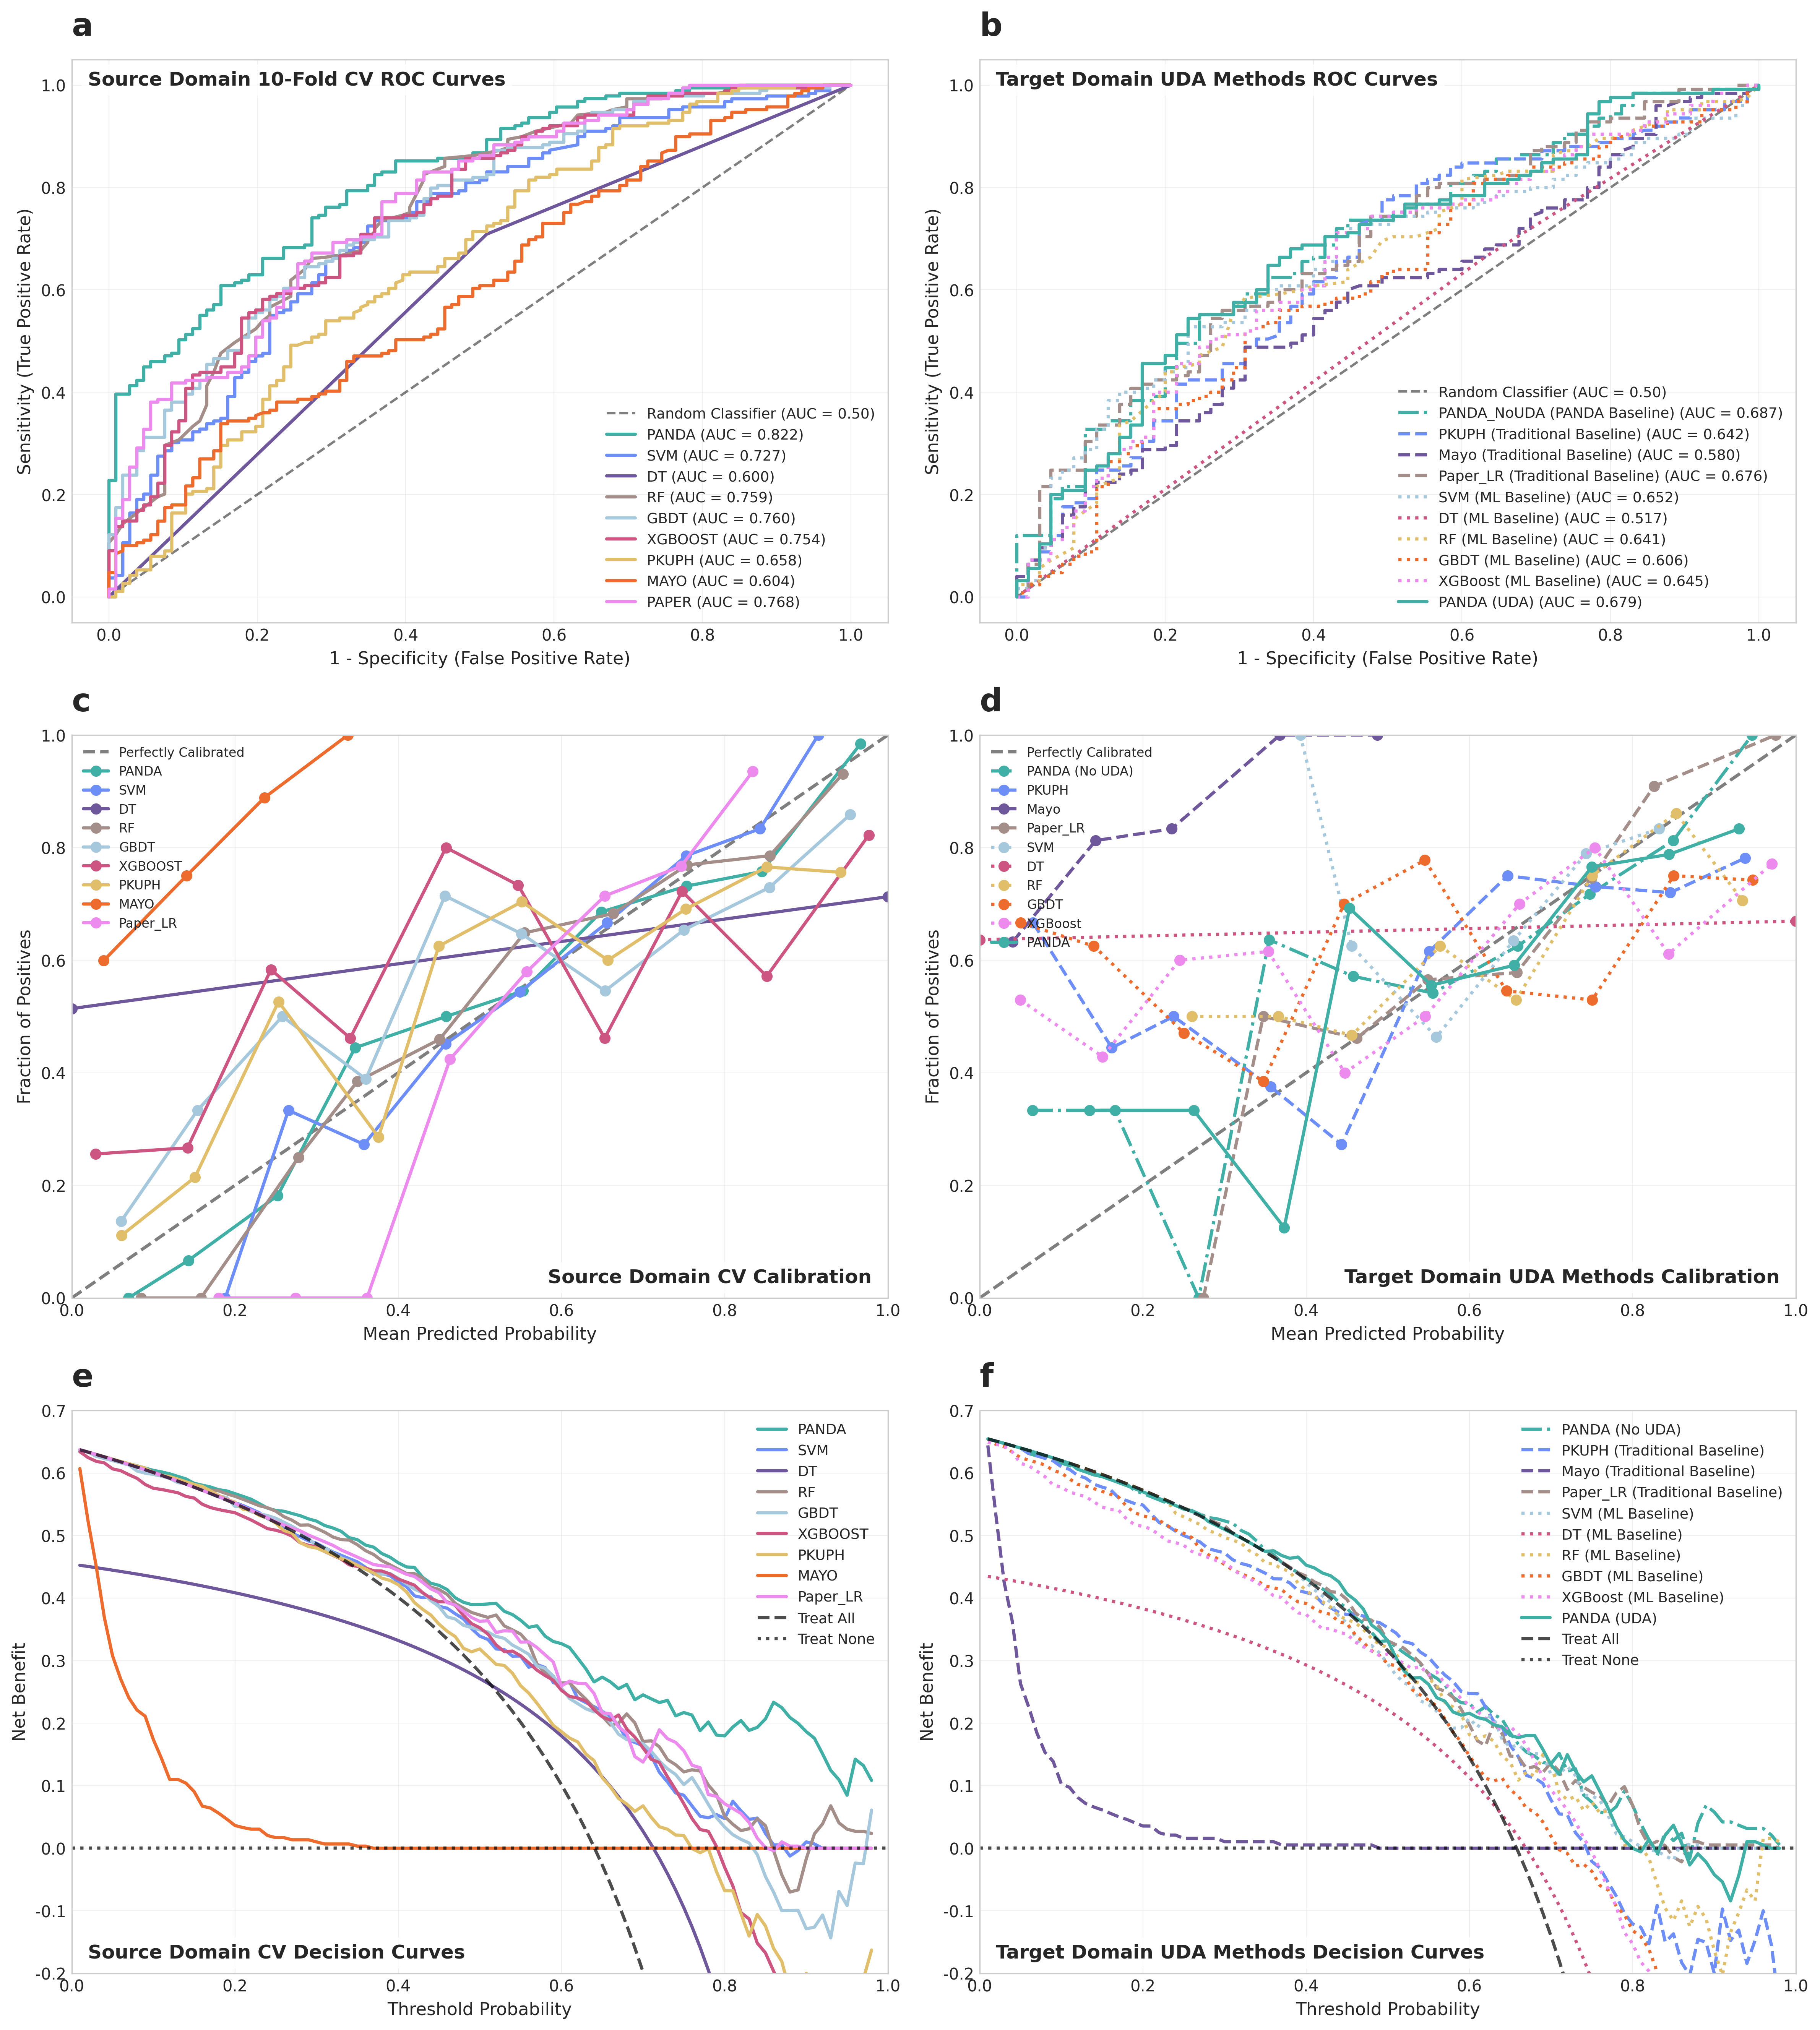 a
Source Domain 10-Fold CV ROC Curves
1.0
0.8
0.6
0.4
0.2
0.0
Sensitivity (True Positive Rate)
Random Classifier (AUC = 0.50)
PANDA (AUC = 0.822)
SVM (AUC = 0.727)
DT (AUC = 0.600)
RF (AUC = 0.759)
GBDT (AUC = 0.760)
XGBOOST (AUC = 0.754)
PKUPH (AUC = 0.658)
MAYO (AUC = 0.604)
PAPER (AUC = 0.768)
0.0 0.2 0.4 0.6 0.8 1.0
1 - Specificity (False Positive Rate)
b
Target Domain UDA Methods ROC Curves
1.0
0.8
0.6
0.4
0.2
0.0
Sensitivity (True Positive Rate)
Random Classifier (AUC = 0.50)
PANDA_NoUDA (PANDA Baseline) (AUC = 0.687)
PKUPH (Traditional Baseline) (AUC = 0.642)
Mayo (Traditional Baseline) (AUC = 0.580)
Paper_LR (Traditional Baseline) (AUC = 0.676)
SVM (ML Baseline) (AUC = 0.652)
DT (ML Baseline) (AUC = 0.517)
RF (ML Baseline) (AUC = 0.641)
GBDT (ML Baseline) (AUC = 0.606)
XGBoost (ML Baseline) (AUC = 0.645)
PANDA (UDA) (AUC = 0.679)
0.0 0.2 0.4 0.6 0.8 1.0
1 - Specificity (False Positive Rate)
c
1.0
0.8
0.6
0.4
0.2
0.0
Fraction of Positives
Perfectly Calibrated
PANDA
SVM
DT
RF
GBDT
XGBOOST
PKUPH
MAYO
Paper_LR
Source Domain CV Calibration
0.0 0.2 0.4 0.6 0.8 1.0
Mean Predicted Probability
d
1.0
0.8
0.6
0.4
0.2
0.0
Fraction of Positives
Perfectly Calibrated
PANDA (No UDA)
PKUPH
Mayo
Paper_LR
SVM
DT
RF
GBDT
XGBoost
PANDA
Target Domain UDA Methods Calibration
0.0 0.2 0.4 0.6 0.8 1.0
Mean Predicted Probability
e
0.7
0.6
0.5
0.4
0.3
0.2
0.1
0.0
-0.1
-0.2
Net Benefit
PANDA
SVM
DT
RF
GBDT
XGBOOST
PKUPH
MAYO
Paper_LR
Treat All
Treat None
Source Domain CV Decision Curves
0.0 0.2 0.4 0.6 0.8 1.0
Threshold Probability
f
0.7
0.6
0.5
0.4
0.3
0.2
0.1
0.0
-0.1
-0.2
Net Benefit
PANDA (No UDA)
PKUPH (Traditional Baseline)
Mayo (Traditional Baseline)
Paper_LR (Traditional Baseline)
SVM (ML Baseline)
DT (ML Baseline)
RF (ML Baseline)
GBDT (ML Baseline)
XGBoost (ML Baseline)
PANDA (UDA)
Treat All
Treat None
Target Domain UDA Methods Decision Curves
0.0 0.2 0.4 0.6 0.8 1.0
Threshold Probability